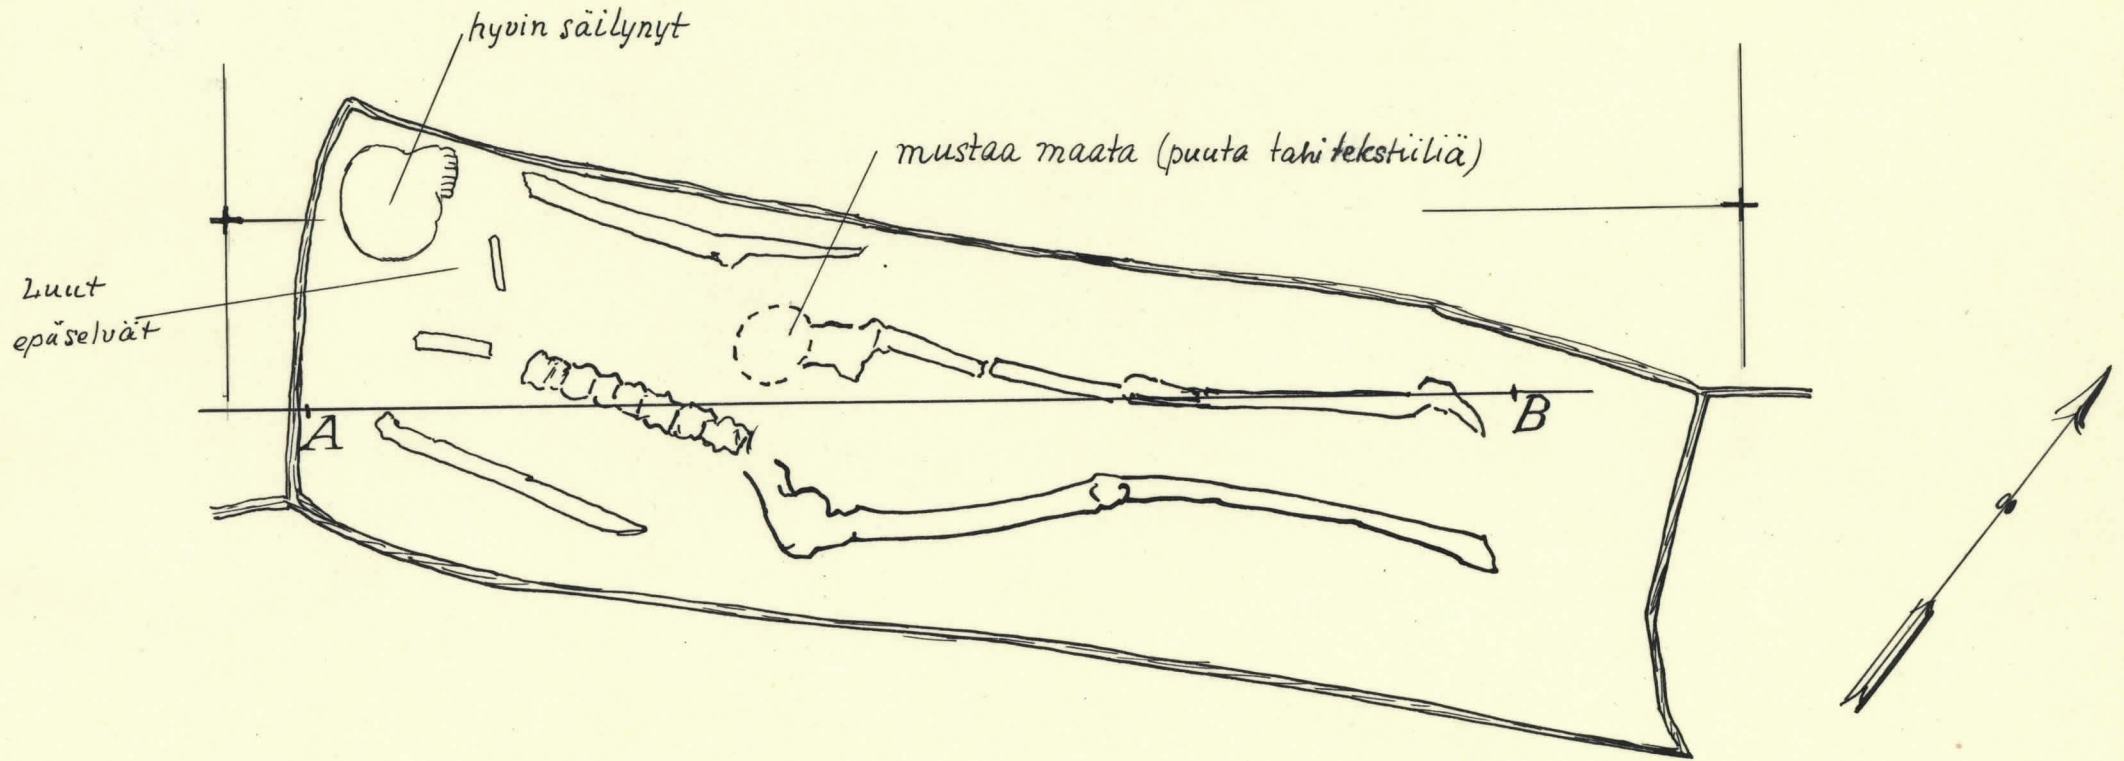 hyvin säilynyt
mustaa maata (puuta tahi tekstiiliä)
Luut
epäselvät
A
B